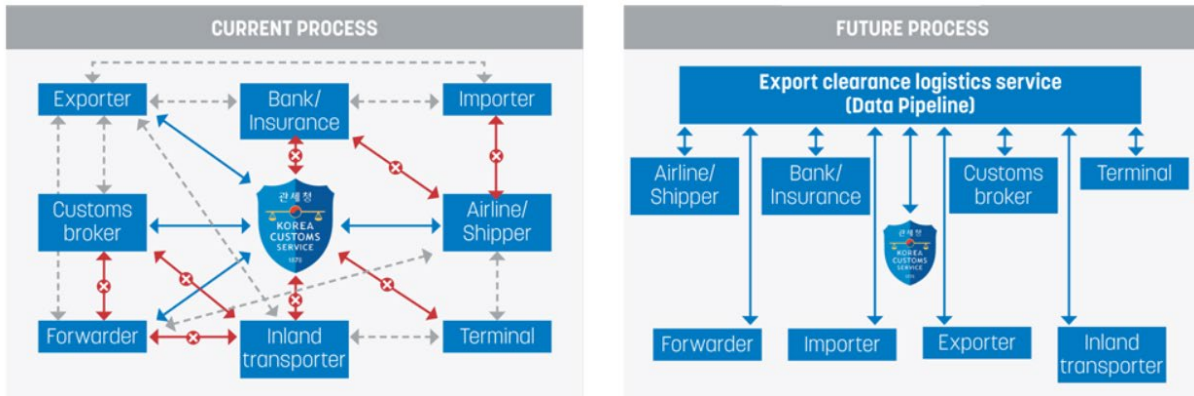 CURRENT PROCESS
Exporter
Bank/
Insurance
Importer
Customs
broker
관세청
KOREA
CUSTOMS
SERVICE
1878
Airline/
Shipper
Forwarder
Inland
transporter
Terminal
FUTURE PROCESS
Export clearance logistics service
(Data Pipeline)
Airline/
Shipper
Bank/
Insurance
Customs
broker
Terminal
관세청
KOREA
CUSTOMS
SERVICE
Forwarder
Importer
Exporter
Inland
transporter